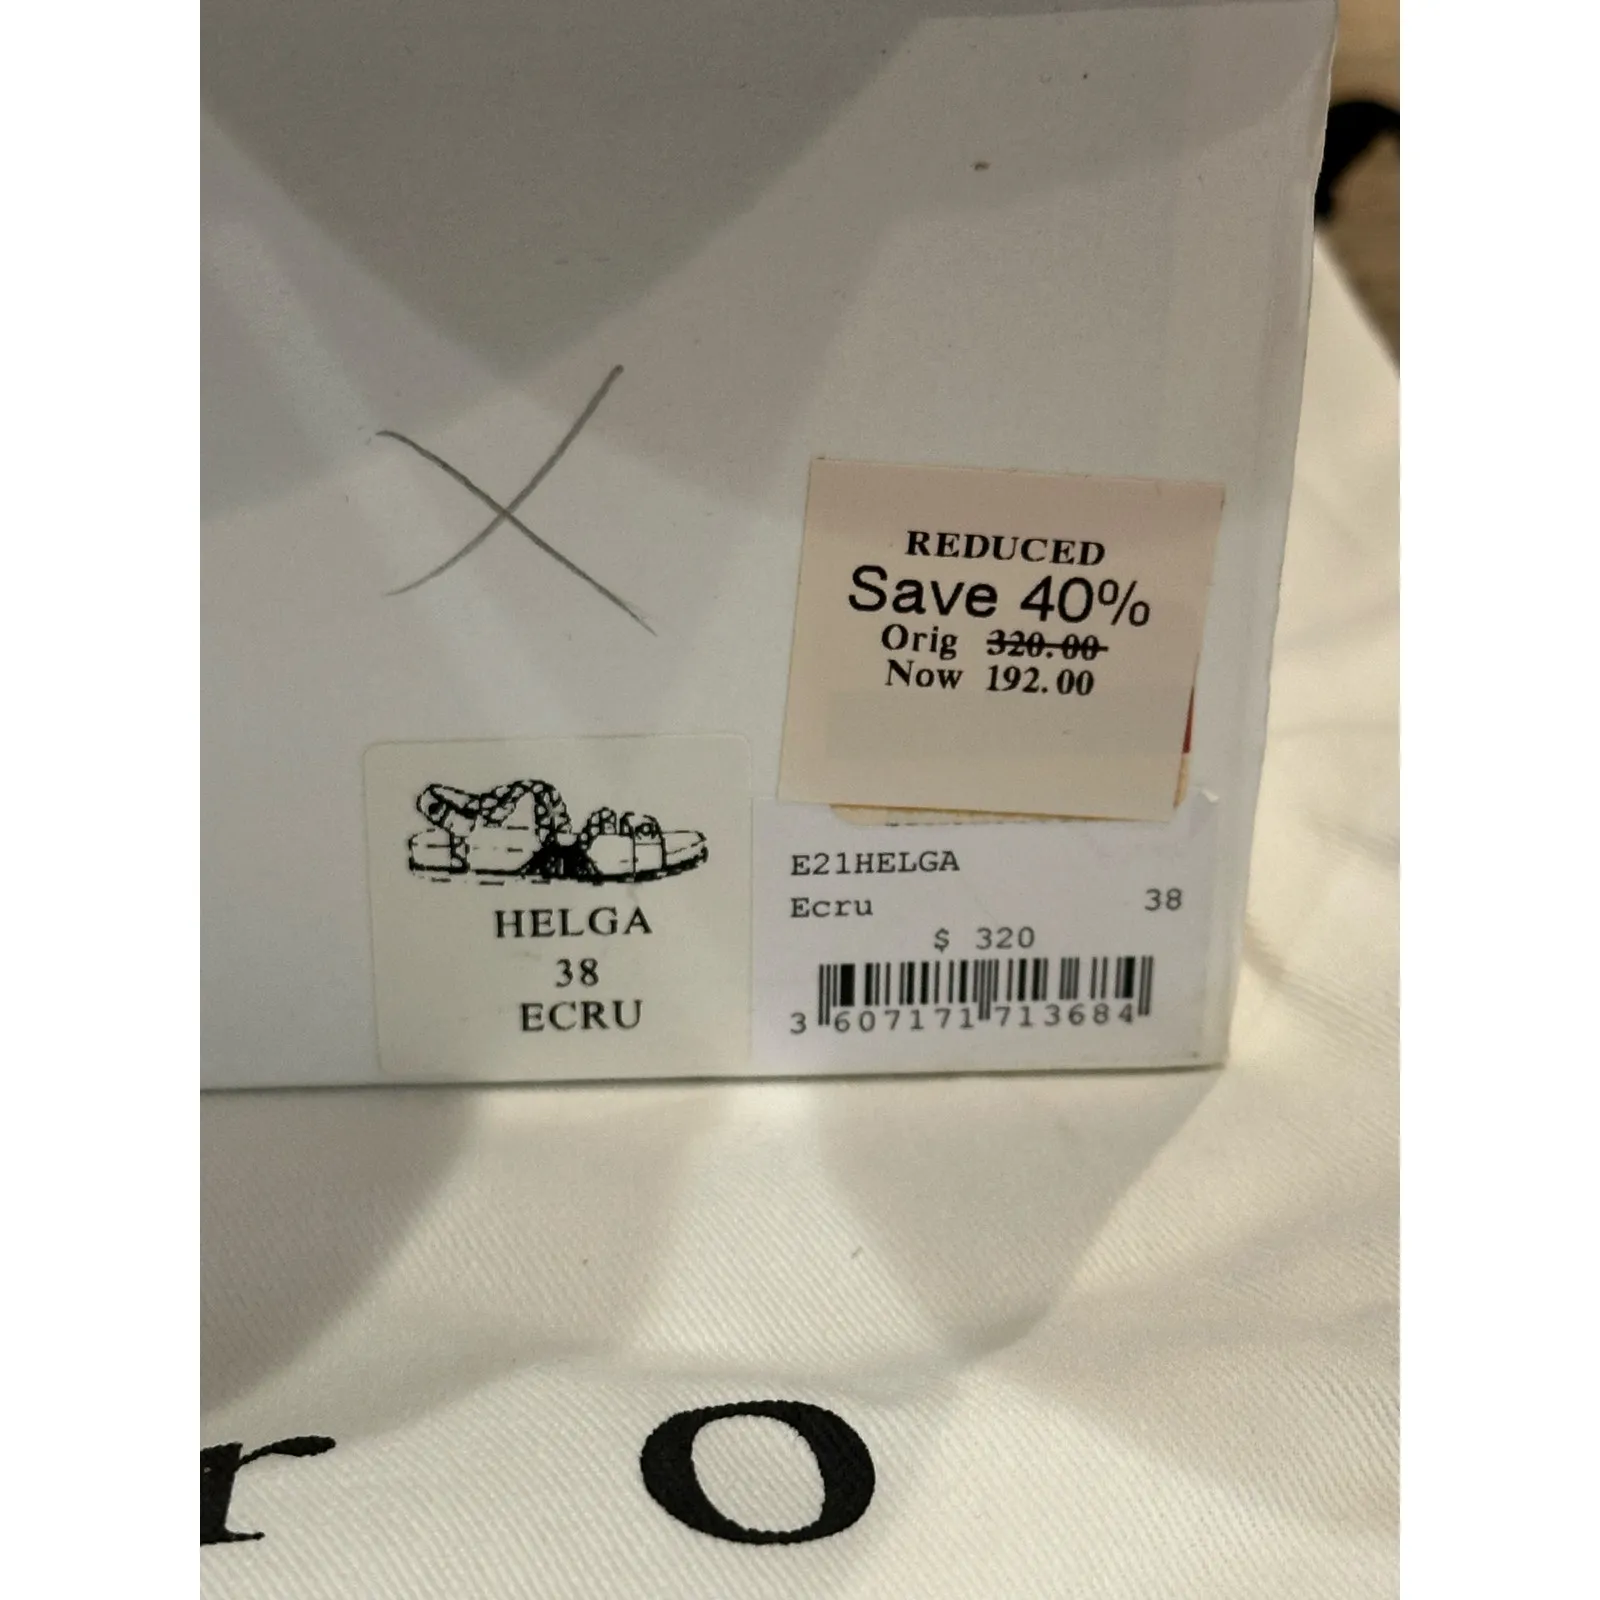 REDUCED
Save 40%
Orig 320.00
Now 192.00
HELGA
38
ECRU
E21HELGA
Ecru 38
$ 320
3 607171 713684
r o